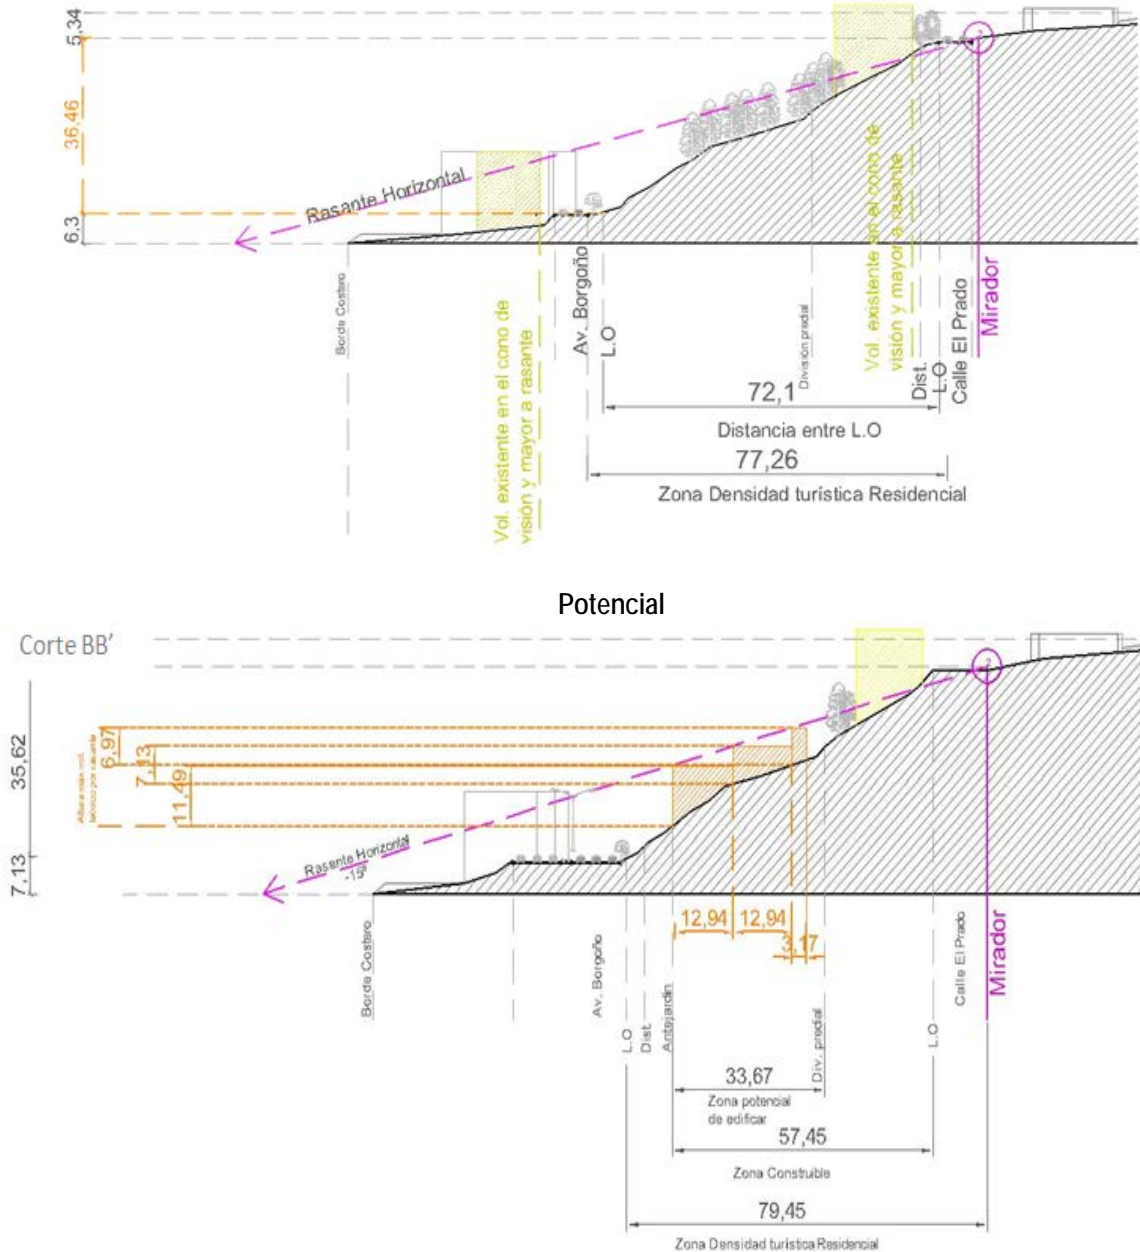 5,34
36,46
6,3
Rasante Horizontal
Borde Costero
Vol. existente en el cono de
visión y mayor a rasante
Av. Borgoño
L.O
División predial
Vol. existente en el cono de
visión y mayor a rasante
Dist.
L.O
Calle El Prado
Mirador
72,1
Distancia entre L.O
77,26
Zona Densidad turística Residencial
Potencial
Corte BB’
2
35,62
7,13
6,97
7,13
11,49
Rasante Horizontal
-15°
12,94
12,94
3,17
Borde Costero
Av. Borgoño
L.O
Dist.
Antejardín
Div. predial
L.O
Calle El Prado
Mirador
33,67
Zona potencial
de edificar
57,45
Zona Construible
79,45
Zona Densidad turística Residencial